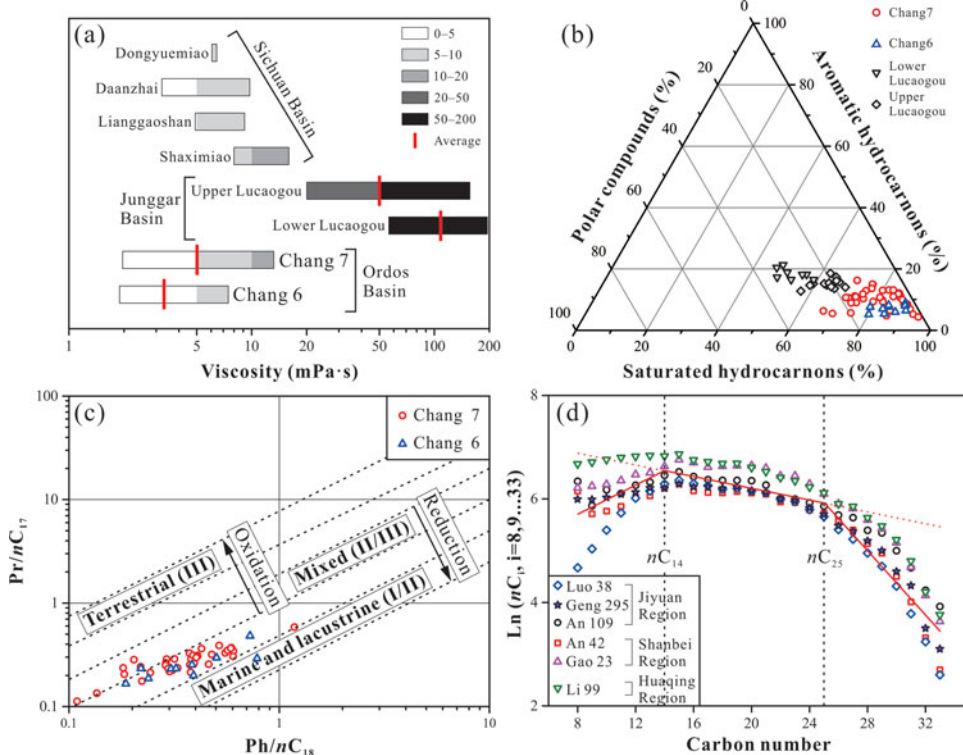 (a)
Dongyuemiao
Daanzhai
Lianggaoshan
Shaximiao
Sichuan Basin
0–5
5–10
10–20
20–50
50–200
Average
Junggar
Basin
Upper Lucaogou
Lower Lucaogou
Chang 7
Chang 6
Ordos
Basin
1 5 10 50 100 200
Viscosity (mPa·s)
(b)
Chang7
Chang6
Lower
Lucaogou
Upper
Lucaogou
Polar compounds (%)
Aromatic hydrocarnons (%)
0
20
40
60
80
100
100
80
60
40
20
0
0 20 40 60 80 100
Saturated hydrocarnons (%)
(c)
Chang 7
Chang 6
Pr/nC17
100
10
1
0.1
Terrestrial (III)
Oxidation
Mixed (II/III)
Reduction
Marine and lacustrine (I/II)
0.1 1 10
Ph/nC18
(d)
Ln (nCi, i=8,9...33)
8
6
4
2
nC14
nC25
Luo 38
Geng 295
An 109
Jiyuan
Region
An 42
Gao 23
Shanbei
Region
Li 99
Huaqing
Region
8 12 16 20 24 28 32
Carbon number